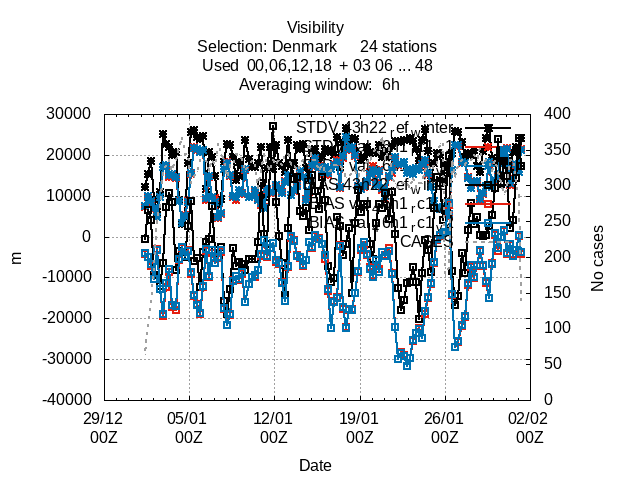 Visibility
Selection: Denmark 24 stations
Used 00,06,12,18 + 03 06 ... 48
Averaging window: 6h
30000
20000
10000
0
-10000
-20000
-30000
-40000
400
350
300
250
200
150
100
50
0
STDV 43h22_ref_winter
CASES
m
No cases
29/12 00Z
05/01 00Z
12/01 00Z
19/01 00Z
26/01 00Z
02/02 00Z
Date